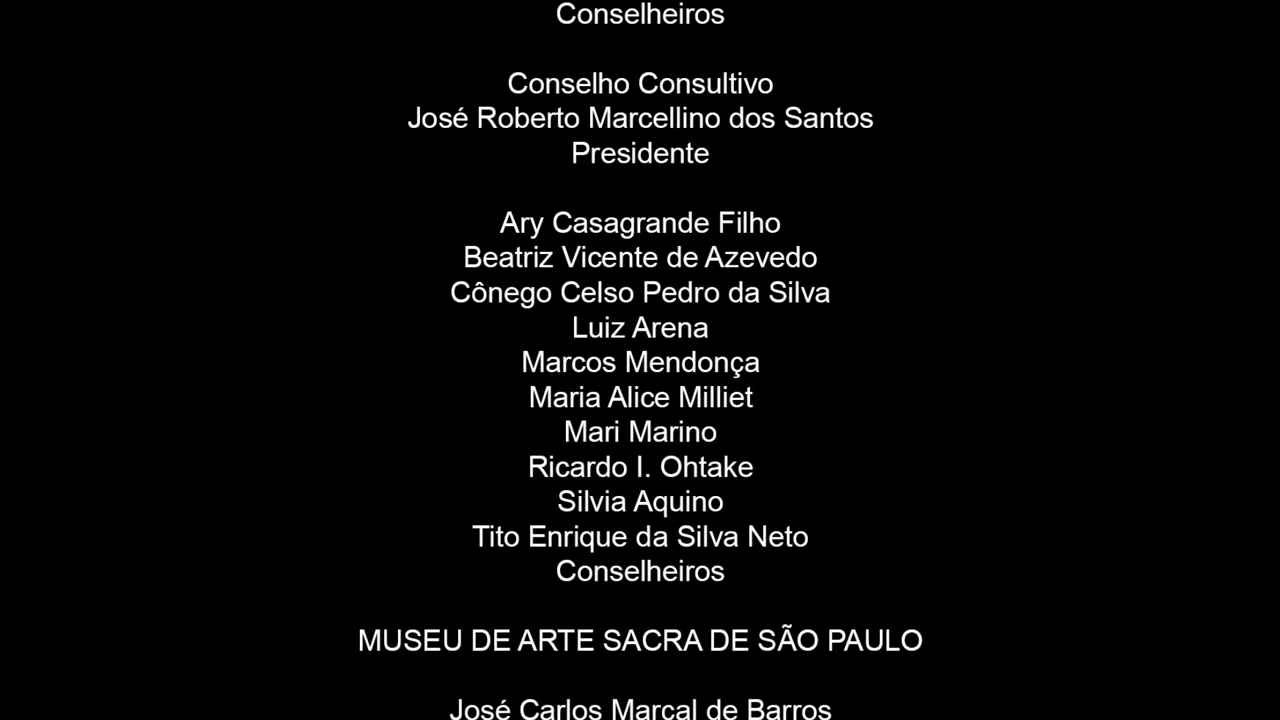 Conselheiros
Conselho Consultivo
José Roberto Marcellino dos Santos
Presidente
Ary Casagrande Filho
Beatriz Vicente de Azevedo
Cônego Celso Pedro da Silva
Luiz Arena
Marcos Mendonça
Maria Alice Milliet
Mari Marino
Ricardo I. Ohtake
Silvia Aquino
Tito Enrique da Silva Neto
Conselheiros
MUSEU DE ARTE SACRA DE SÃO PAULO
José Carlos Marçal de Barros